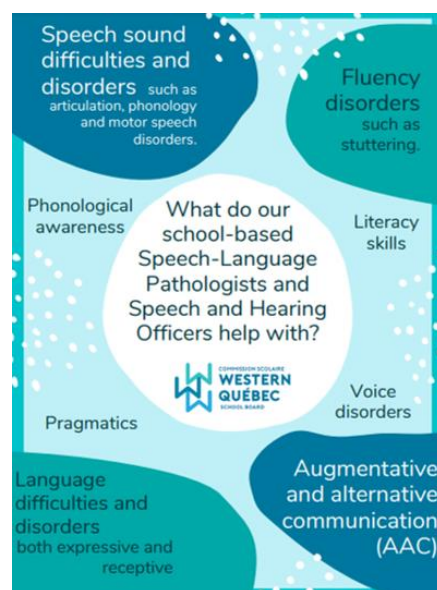 Speech sound
difficulties and
disorders such as
articulation, phonology
and motor speech
disorders.
Fluency
disorders
such as
stuttering.
Phonological
awareness
What do our
school-based
Speech-Language
Pathologists and
Speech and Hearing
Officers help with?
Literacy
skills
COMMISSION SCOLAIRE
WESTERN
QUÉBEC
SCHOOL BOARD
Pragmatics
Voice
disorders
Language
difficulties and
disorders
both expressive and
receptive
Augmentative
and alternative
communication
(AAC)